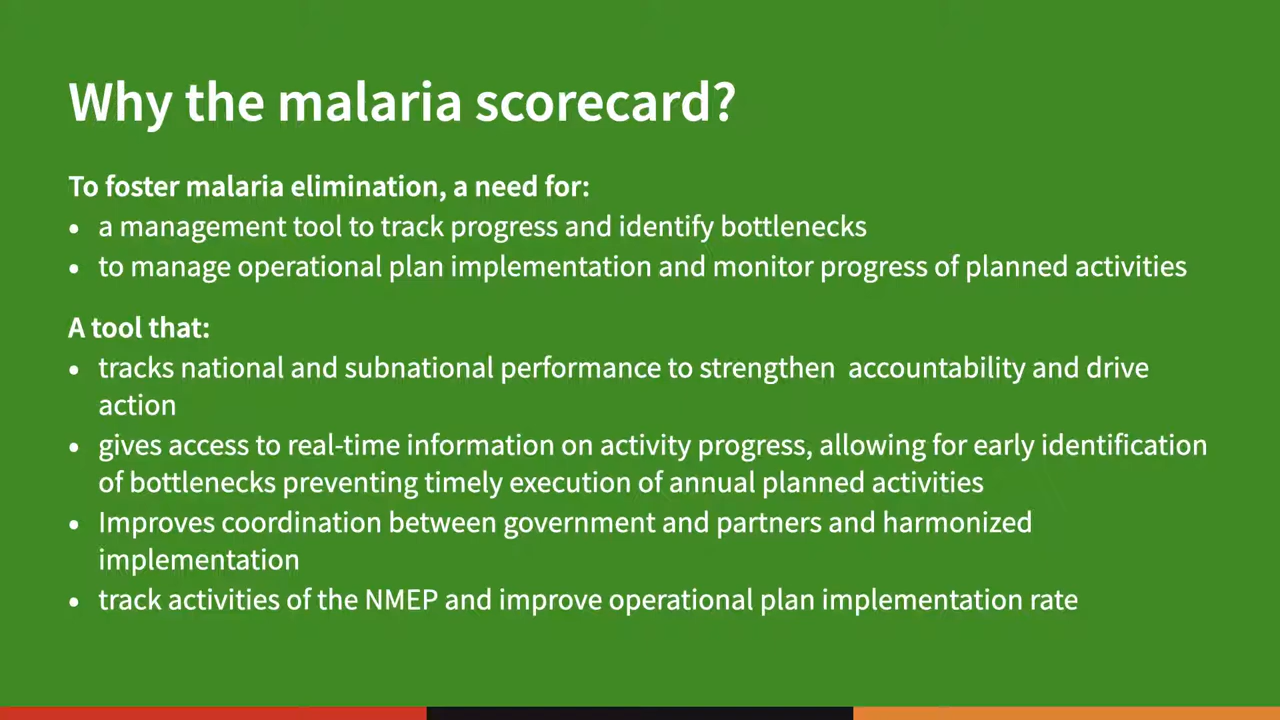 Why the malaria scorecard?
To foster malaria elimination, a need for:
• a management tool to track progress and identify bottlenecks
• to manage operational plan implementation and monitor progress of planned activities
A tool that:
• tracks national and subnational performance to strengthen  accountability and drive
action
• gives access to real-time information on activity progress, allowing for early identification
of bottlenecks preventing timely execution of annual planned activities
• Improves coordination between government and partners and harmonized
implementation
• track activities of the NMEP and improve operational plan implementation rate